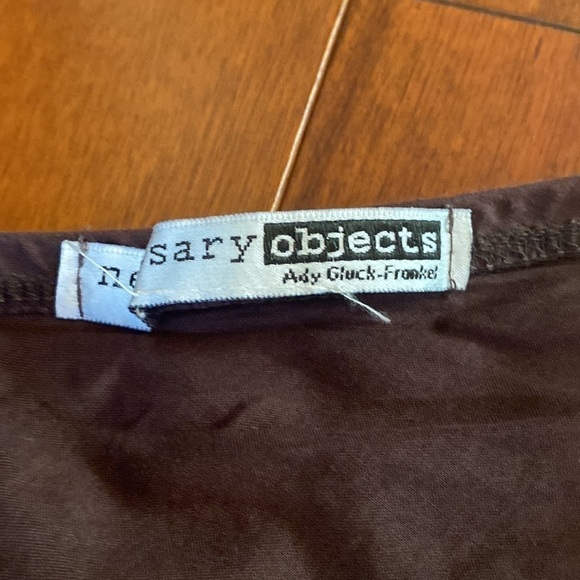 ne sary objects
Ady Gluck-Frankel